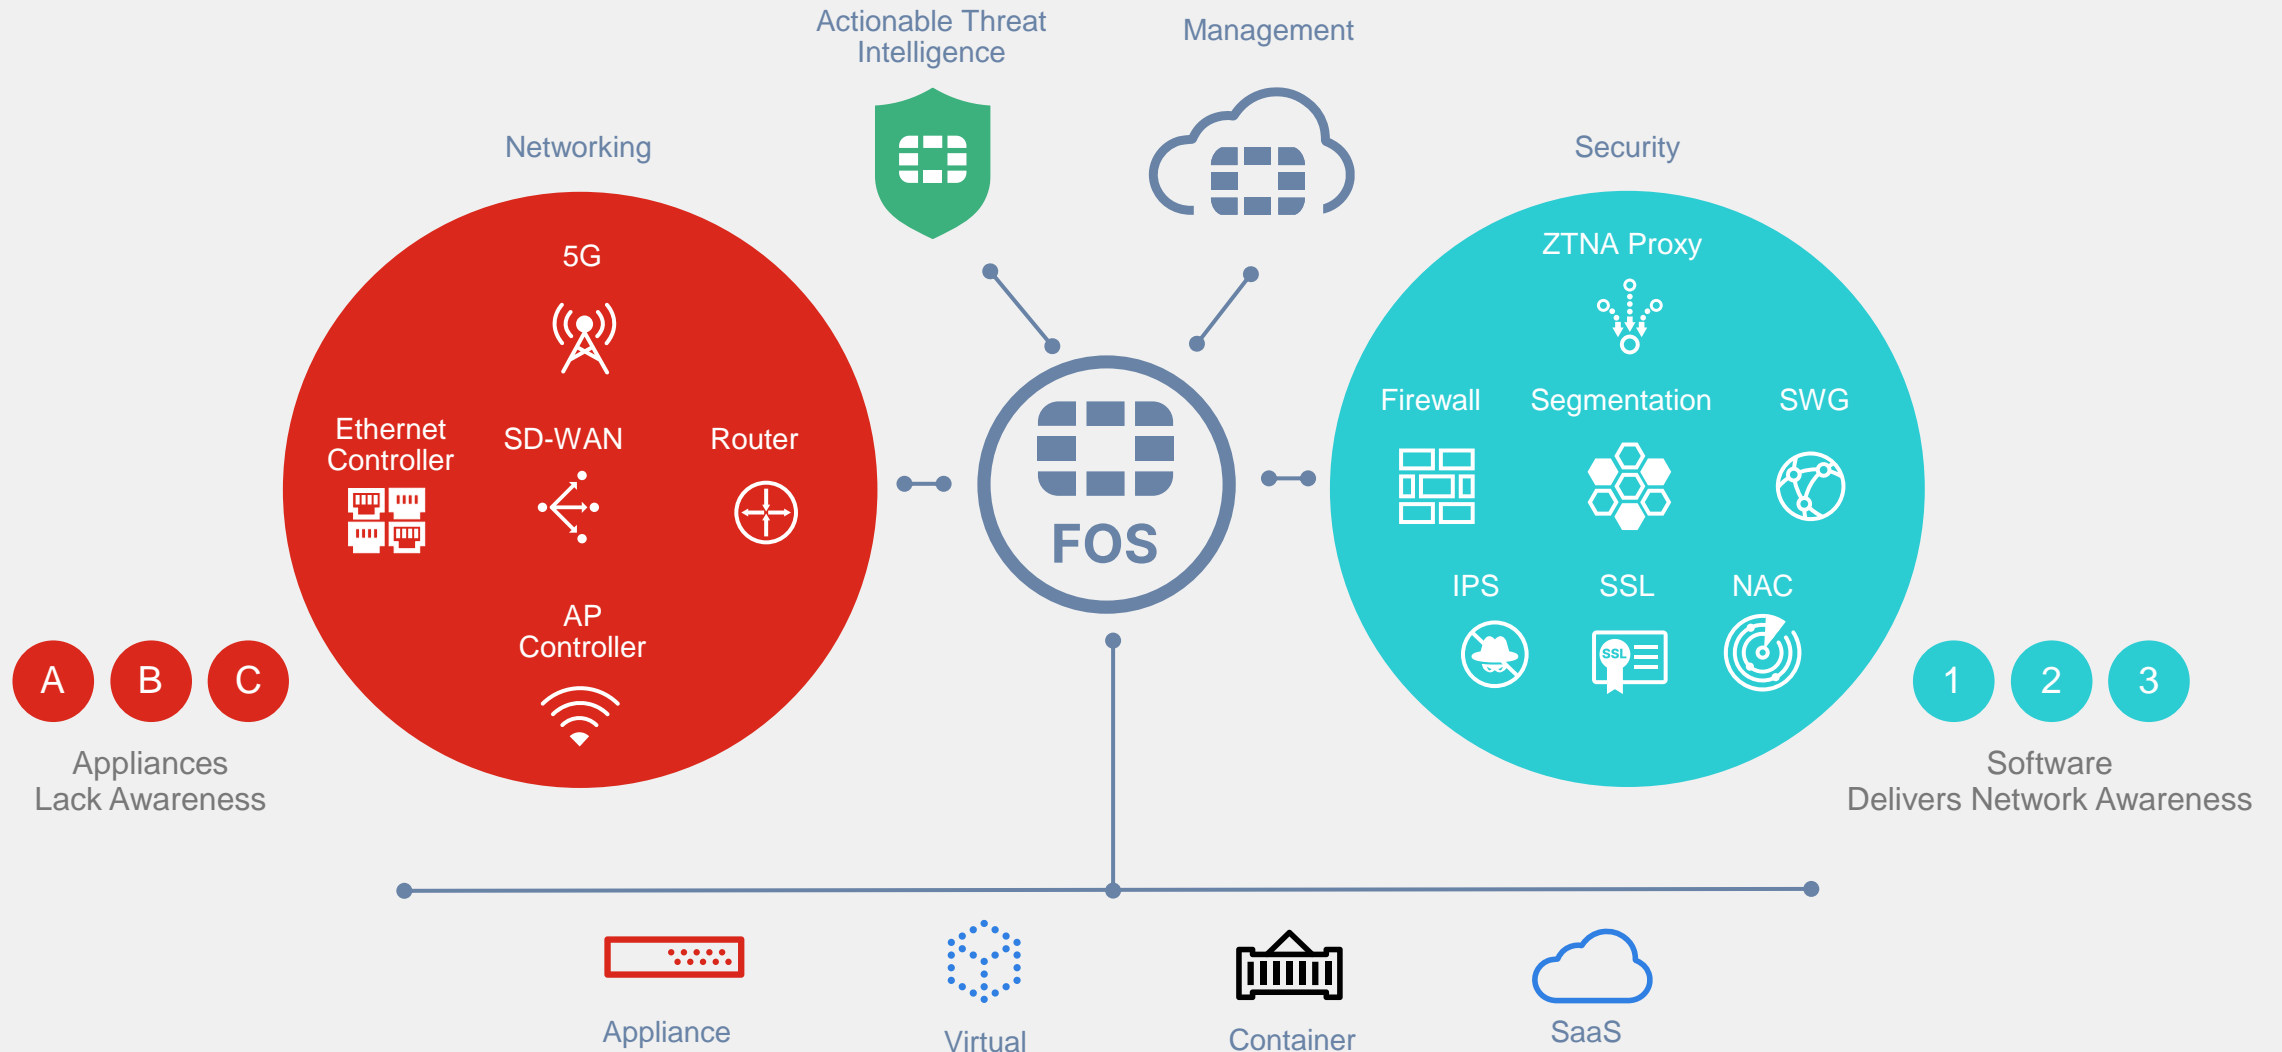 Actionable Threat
Intelligence
Management
Networking
Security
5G
Ethernet
Controller
SD-WAN
Router
AP
Controller
FOS
ZTNA Proxy
Firewall
Segmentation
SWG
IPS
SSL
NAC
SSL
A
B
C
Appliances
Lack Awareness
1
2
3
Software
Delivers Network Awareness
Appliance
Virtual
Container
SaaS